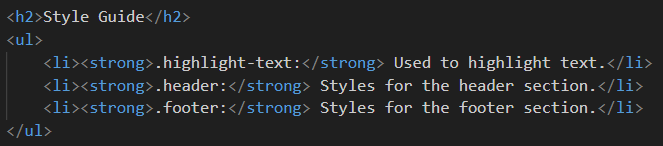 <h2>Style Guide</h2>
<ul>
    <li><strong>.highlight-text:</strong> Used to highlight text.</li>
    <li><strong>.header:</strong> Styles for the header section.</li>
    <li><strong>.footer:</strong> Styles for the footer section.</li>
</ul>